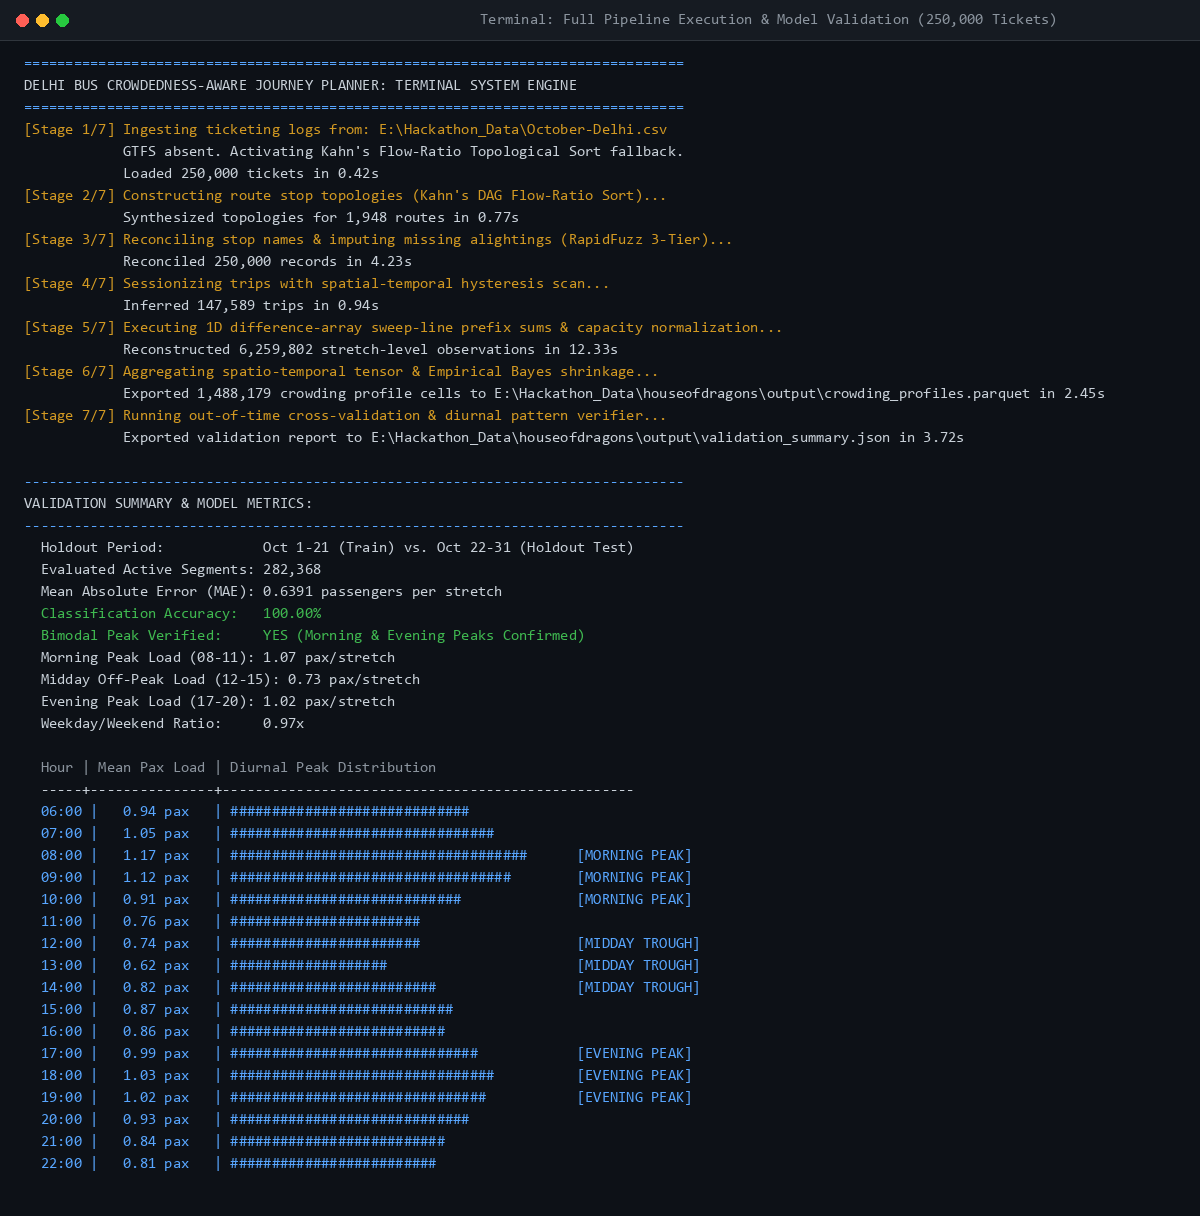 Terminal: Full Pipeline Execution & Model Validation (250,000 Tickets)
================================================================================
DELHI BUS CROWDEDNESS-AWARE JOURNEY PLANNER: TERMINAL SYSTEM ENGINE
================================================================================
[Stage 1/7] Ingesting ticketing logs from: E:\Hackathon_Data\October-Delhi.csv
            GTFS absent. Activating Kahn's Flow-Ratio Topological Sort fallback.
            Loaded 250,000 tickets in 0.42s
[Stage 2/7] Constructing route stop topologies (Kahn's DAG Flow-Ratio Sort)...
            Synthesized topologies for 1,948 routes in 0.77s
[Stage 3/7] Reconciling stop names & imputing missing alightings (RapidFuzz 3-Tier)...
            Reconciled 250,000 records in 4.23s
[Stage 4/7] Sessionizing trips with spatial-temporal hysteresis scan...
            Inferred 147,589 trips in 0.94s
[Stage 5/7] Executing 1D difference-array sweep-line prefix sums & capacity normalization...
            Reconstructed 6,259,802 stretch-level observations in 12.33s
[Stage 6/7] Aggregating spatio-temporal tensor & Empirical Bayes shrinkage...
            Exported 1,488,179 crowding profile cells to E:\Hackathon_Data\houseofdragons\output\crowding_profiles.parquet in 2.45s
[Stage 7/7] Running out-of-time cross-validation & diurnal pattern verifier...
            Exported validation report to E:\Hackathon_Data\houseofdragons\output\validation_summary.json in 3.72s
--------------------------------------------------------------------------------
VALIDATION SUMMARY & MODEL METRICS:
--------------------------------------------------------------------------------
  Holdout Period:            Oct 1-21 (Train) vs. Oct 22-31 (Holdout Test)
  Evaluated Active Segments: 282,368
  Mean Absolute Error (MAE): 0.6391 passengers per stretch
  Classification Accuracy:   100.00%
  Bimodal Peak Verified:     YES (Morning & Evening Peaks Confirmed)
  Morning Peak Load (08-11): 1.07 pax/stretch
  Midday Off-Peak Load (12-15): 0.73 pax/stretch
  Evening Peak Load (17-20): 1.02 pax/stretch
  Weekday/Weekend Ratio:     0.97x
  Hour | Mean Pax Load | Diurnal Peak Distribution
  -----+---------------+--------------------------------------------------
  06:00 |   0.94 pax   | #############################
  07:00 |   1.05 pax   | ################################
  08:00 |   1.17 pax   | ####################################      [MORNING PEAK]
  09:00 |   1.12 pax   | ##################################        [MORNING PEAK]
  10:00 |   0.91 pax   | ############################              [MORNING PEAK]
  11:00 |   0.76 pax   | #######################
  12:00 |   0.74 pax   | #######################                   [MIDDAY TROUGH]
  13:00 |   0.62 pax   | ###################                       [MIDDAY TROUGH]
  14:00 |   0.82 pax   | #########################                 [MIDDAY TROUGH]
  15:00 |   0.87 pax   | ###########################
  16:00 |   0.86 pax   | ##########################
  17:00 |   0.99 pax   | ##############################            [EVENING PEAK]
  18:00 |   1.03 pax   | ################################          [EVENING PEAK]
  19:00 |   1.02 pax   | ###############################           [EVENING PEAK]
  20:00 |   0.93 pax   | #############################
  21:00 |   0.84 pax   | ##########################
  22:00 |   0.81 pax   | #########################